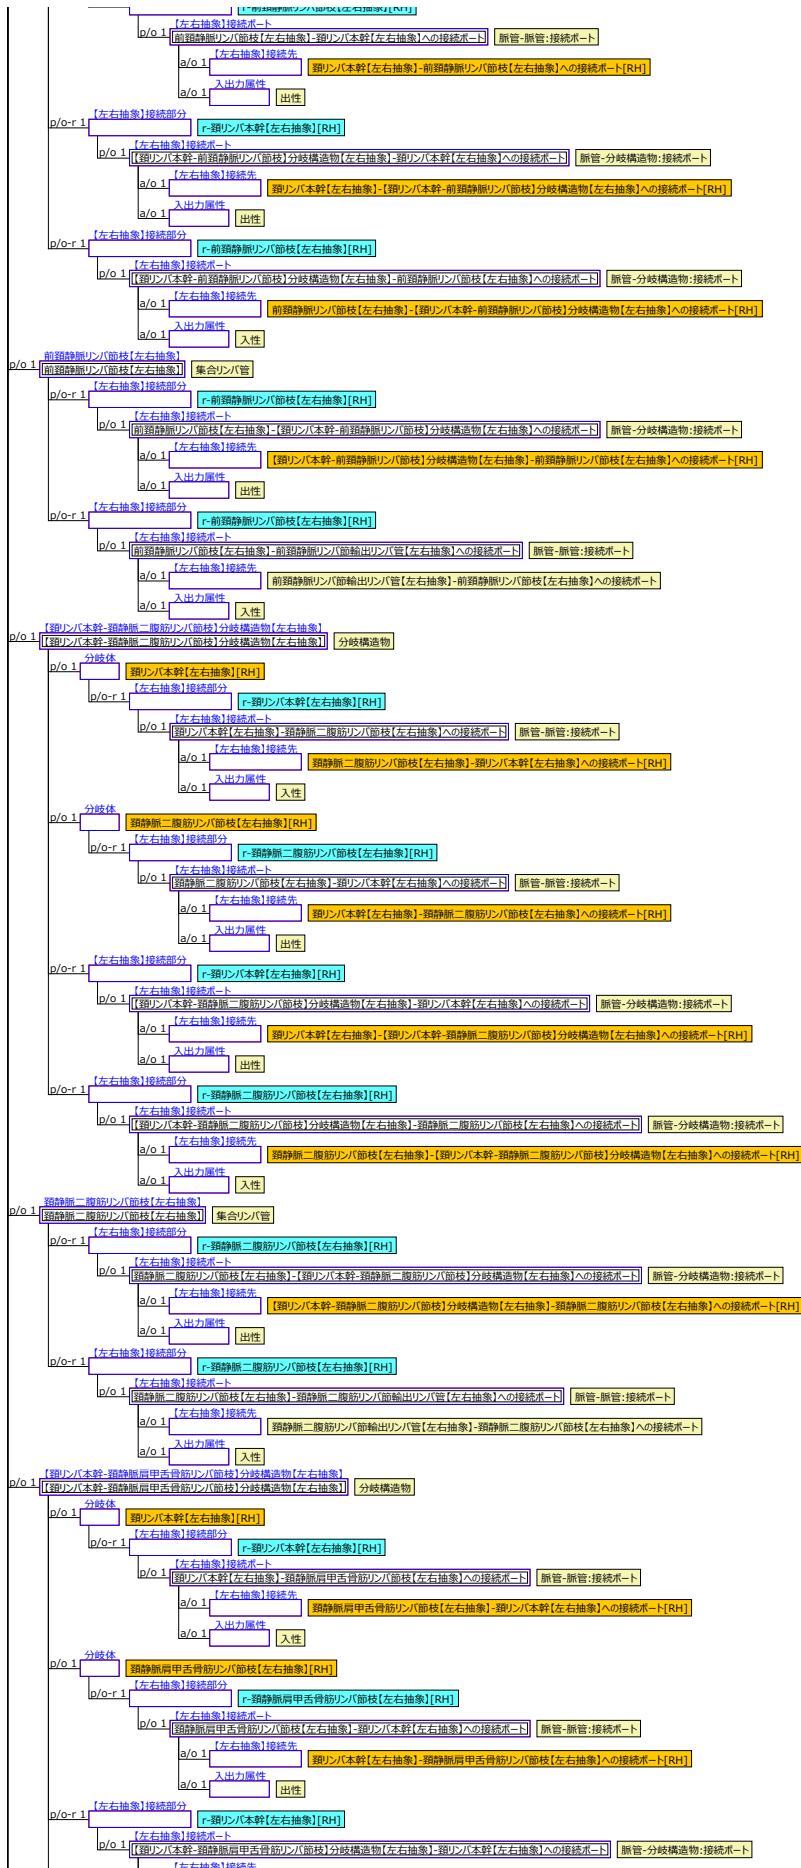 r-前頚静脈リンパ節枝【左右抽象】[RH]
【左右抽象】接続ポート
p/o 1 前頚静脈リンパ節枝【左右抽象】-頚リンパ本幹【左右抽象】への接続ポート 脈管-脈管:接続ポート
【左右抽象】接続先
a/o 1 頚リンパ本幹【左右抽象】-前頚静脈リンパ節枝【左右抽象】への接続ポート[RH]
入出力属性
a/o 1 出性
【左右抽象】接続部分
p/o-r 1 r-頚リンパ本幹【左右抽象】[RH]
【左右抽象】接続ポート
p/o 1 【頚リンパ本幹-前頚静脈リンパ節枝】分岐構造物【左右抽象】-頚リンパ本幹【左右抽象】への接続ポート 脈管-分岐構造物:接続ポート
【左右抽象】接続先
a/o 1 頚リンパ本幹【左右抽象】-【頚リンパ本幹-前頚静脈リンパ節枝】分岐構造物【左右抽象】への接続ポート[RH]
入出力属性
a/o 1 出性
【左右抽象】接続部分
p/o-r 1 r-前頚静脈リンパ節枝【左右抽象】[RH]
【左右抽象】接続ポート
p/o 1 【頚リンパ本幹-前頚静脈リンパ節枝】分岐構造物【左右抽象】-前頚静脈リンパ節枝【左右抽象】への接続ポート 脈管-分岐構造物:接続ポート
【左右抽象】接続先
a/o 1 前頚静脈リンパ節枝【左右抽象】-【頚リンパ本幹-前頚静脈リンパ節枝】分岐構造物【左右抽象】への接続ポート[RH]
入出力属性
a/o 1 入性
前頚静脈リンパ節枝【左右抽象】
p/o 1 前頚静脈リンパ節枝【左右抽象】 集合リンパ管
【左右抽象】接続部分
p/o-r 1 r-前頚静脈リンパ節枝【左右抽象】[RH]
【左右抽象】接続ポート
p/o 1 前頚静脈リンパ節枝【左右抽象】-【頚リンパ本幹-前頚静脈リンパ節枝】分岐構造物【左右抽象】への接続ポート 脈管-分岐構造物:接続ポート
【左右抽象】接続先
a/o 1 【頚リンパ本幹-前頚静脈リンパ節枝】分岐構造物【左右抽象】-前頚静脈リンパ節枝【左右抽象】への接続ポート[RH]
入出力属性
a/o 1 出性
【左右抽象】接続部分
p/o-r 1 r-前頚静脈リンパ節枝【左右抽象】[RH]
【左右抽象】接続ポート
p/o 1 前頚静脈リンパ節枝【左右抽象】-前頚静脈リンパ節輸出リンパ管【左右抽象】への接続ポート 脈管-脈管:接続ポート
【左右抽象】接続先
a/o 1 前頚静脈リンパ節輸出リンパ管【左右抽象】-前頚静脈リンパ節枝【左右抽象】への接続ポート
入出力属性
a/o 1 入性
【頚リンパ本幹-頚静脈二腹筋リンパ節枝】分岐構造物【左右抽象】
p/o 1 【頚リンパ本幹-頚静脈二腹筋リンパ節枝】分岐構造物【左右抽象】 分岐構造物
分岐体
p/o 1 頚リンパ本幹【左右抽象】[RH]
【左右抽象】接続部分
p/o-r 1 r-頚リンパ本幹【左右抽象】[RH]
【左右抽象】接続ポート
p/o 1 頚リンパ本幹【左右抽象】-頚静脈二腹筋リンパ節枝【左右抽象】への接続ポート 脈管-脈管:接続ポート
【左右抽象】接続先
a/o 1 頚静脈二腹筋リンパ節枝【左右抽象】-頚リンパ本幹【左右抽象】への接続ポート[RH]
入出力属性
a/o 1 入性
分岐体
p/o 1 頚静脈二腹筋リンパ節枝【左右抽象】[RH]
【左右抽象】接続部分
p/o-r 1 r-頚静脈二腹筋リンパ節枝【左右抽象】[RH]
【左右抽象】接続ポート
p/o 1 頚静脈二腹筋リンパ節枝【左右抽象】-頚リンパ本幹【左右抽象】への接続ポート 脈管-脈管:接続ポート
【左右抽象】接続先
a/o 1 頚リンパ本幹【左右抽象】-頚静脈二腹筋リンパ節枝【左右抽象】への接続ポート[RH]
入出力属性
a/o 1 出性
【左右抽象】接続部分
p/o-r 1 r-頚リンパ本幹【左右抽象】[RH]
【左右抽象】接続ポート
p/o 1 【頚リンパ本幹-頚静脈二腹筋リンパ節枝】分岐構造物【左右抽象】-頚リンパ本幹【左右抽象】への接続ポート 脈管-分岐構造物:接続ポート
【左右抽象】接続先
a/o 1 頚リンパ本幹【左右抽象】-【頚リンパ本幹-頚静脈二腹筋リンパ節枝】分岐構造物【左右抽象】への接続ポート[RH]
入出力属性
a/o 1 出性
【左右抽象】接続部分
p/o-r 1 r-頚静脈二腹筋リンパ節枝【左右抽象】[RH]
【左右抽象】接続ポート
p/o 1 【頚リンパ本幹-頚静脈二腹筋リンパ節枝】分岐構造物【左右抽象】-頚静脈二腹筋リンパ節枝【左右抽象】への接続ポート 脈管-分岐構造物:接続ポート
【左右抽象】接続先
a/o 1 頚静脈二腹筋リンパ節枝【左右抽象】-【頚リンパ本幹-頚静脈二腹筋リンパ節枝】分岐構造物【左右抽象】への接続ポート[RH]
入出力属性
a/o 1 入性
頚静脈二腹筋リンパ節枝【左右抽象】
p/o 1 頚静脈二腹筋リンパ節枝【左右抽象】 集合リンパ管
【左右抽象】接続部分
p/o-r 1 r-頚静脈二腹筋リンパ節枝【左右抽象】[RH]
【左右抽象】接続ポート
p/o 1 頚静脈二腹筋リンパ節枝【左右抽象】-【頚リンパ本幹-頚静脈二腹筋リンパ節枝】分岐構造物【左右抽象】への接続ポート 脈管-分岐構造物:接続ポート
【左右抽象】接続先
a/o 1 【頚リンパ本幹-頚静脈二腹筋リンパ節枝】分岐構造物【左右抽象】-頚静脈二腹筋リンパ節枝【左右抽象】への接続ポート[RH]
入出力属性
a/o 1 出性
【左右抽象】接続部分
p/o-r 1 r-頚静脈二腹筋リンパ節枝【左右抽象】[RH]
【左右抽象】接続ポート
p/o 1 頚静脈二腹筋リンパ節枝【左右抽象】-頚静脈二腹筋リンパ節輸出リンパ管【左右抽象】への接続ポート 脈管-脈管:接続ポート
【左右抽象】接続先
a/o 1 頚静脈二腹筋リンパ節輸出リンパ管【左右抽象】-頚静脈二腹筋リンパ節枝【左右抽象】への接続ポート
入出力属性
a/o 1 入性
【頚リンパ本幹-頚静脈肩甲舌骨筋リンパ節枝】分岐構造物【左右抽象】
p/o 1 【頚リンパ本幹-頚静脈肩甲舌骨筋リンパ節枝】分岐構造物【左右抽象】 分岐構造物
分岐体
p/o 1 頚リンパ本幹【左右抽象】[RH]
【左右抽象】接続部分
p/o-r 1 r-頚リンパ本幹【左右抽象】[RH]
【左右抽象】接続ポート
p/o 1 頚リンパ本幹【左右抽象】-頚静脈肩甲舌骨筋リンパ節枝【左右抽象】への接続ポート 脈管-脈管:接続ポート
【左右抽象】接続先
a/o 1 頚静脈肩甲舌骨筋リンパ節枝【左右抽象】-頚リンパ本幹【左右抽象】への接続ポート[RH]
入出力属性
a/o 1 入性
分岐体
p/o 1 頚静脈肩甲舌骨筋リンパ節枝【左右抽象】[RH]
【左右抽象】接続部分
p/o-r 1 r-頚静脈肩甲舌骨筋リンパ節枝【左右抽象】[RH]
【左右抽象】接続ポート
p/o 1 頚静脈肩甲舌骨筋リンパ節枝【左右抽象】-頚リンパ本幹【左右抽象】への接続ポート 脈管-脈管:接続ポート
【左右抽象】接続先
a/o 1 頚リンパ本幹【左右抽象】-頚静脈肩甲舌骨筋リンパ節枝【左右抽象】への接続ポート[RH]
入出力属性
a/o 1 出性
【左右抽象】接続部分
p/o-r 1 r-頚リンパ本幹【左右抽象】[RH]
【左右抽象】接続ポート
p/o 1 【頚リンパ本幹-頚静脈肩甲舌骨筋リンパ節枝】分岐構造物【左右抽象】-頚リンパ本幹【左右抽象】への接続ポート 脈管-分岐構造物:接続ポート
【左右抽象】接続先